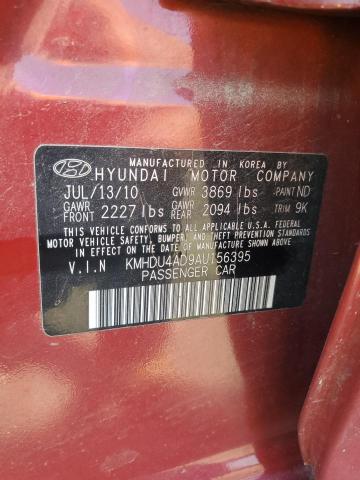 MANUFACTURED IN KOREA BY
HYUNDAI MOTOR COMPANY
JUL/13/10 GVWR 3869 lbs PAINT ND
GAWR FRONT 2227 lbs GAWR REAR 2094 lbs TRIM 9K
THIS VEHICLE CONFORMS TO ALL APPLICABLE U.S.A. FEDERAL
MOTOR VEHICLE SAFETY, BUMPER, AND THEFT PREVENTION STANDARDS
IN EFFECT ON THE DATE OF MANUFACTURE SHOWN ABOVE.
V.I.N KMHDU4AD9AU156395
PASSENGER CAR